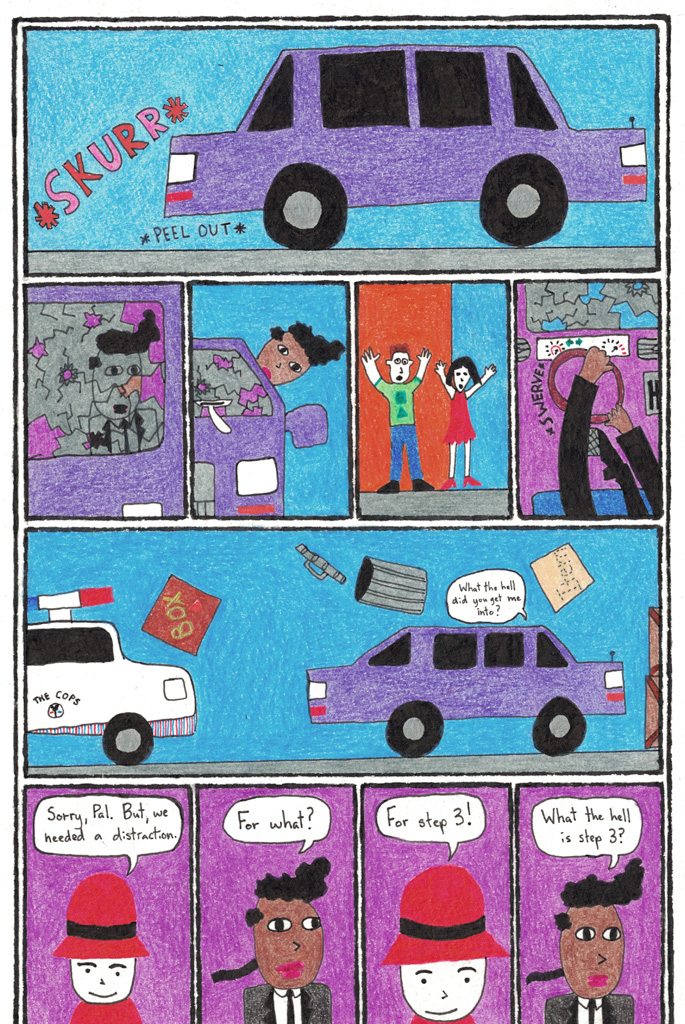 *SKURR*
*PEEL OUT*
*SWERVE*
H
BOX
What the hell
did you get me
into?
THE COPS
Sorry, Pal. But, we
needed a distraction.
For what?
For step 3!
What the hell
is step 3?